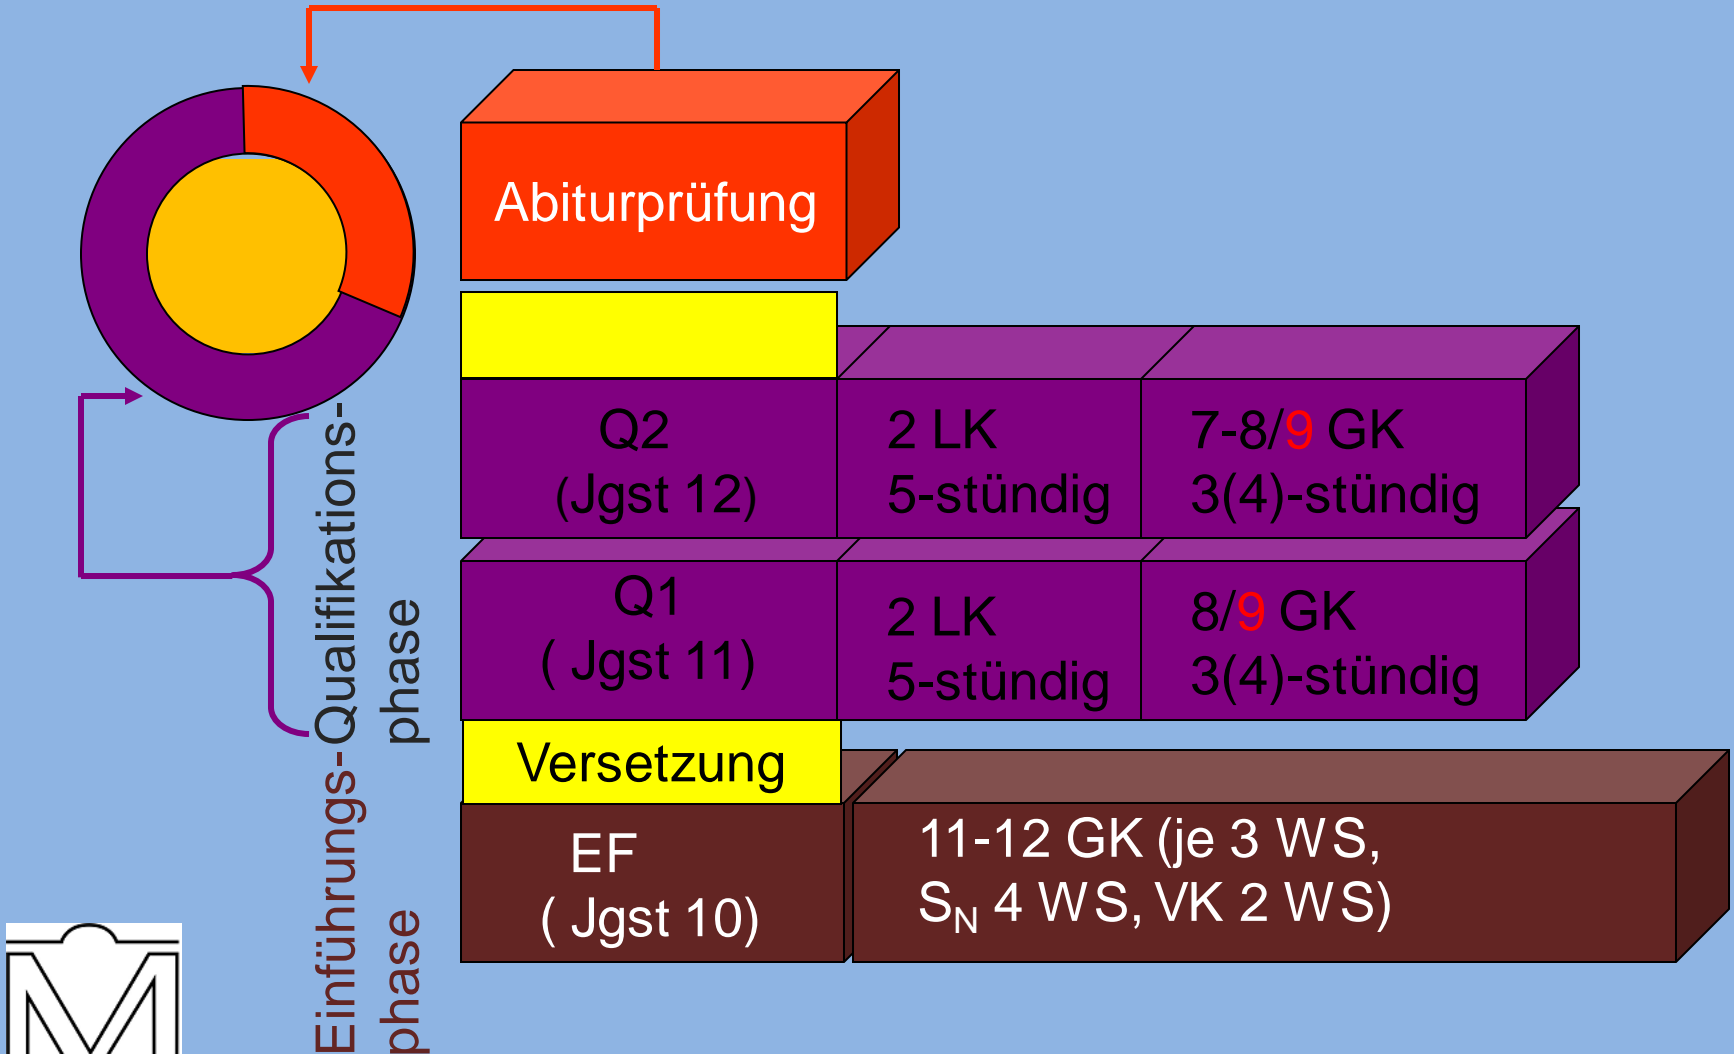 Abiturprüfung
Q2
(Jgst 12)
2 LK
5-stündig
7-8/9 GK
3(4)-stündig
Q1
( Jgst 11)
2 LK
5-stündig
8/9 GK
3(4)-stündig
Qualifikations-
phase
Versetzung
EF
( Jgst 10)
11-12 GK (je 3 WS,
SN 4 WS, VK 2 WS)
Einführungs-
phase
M